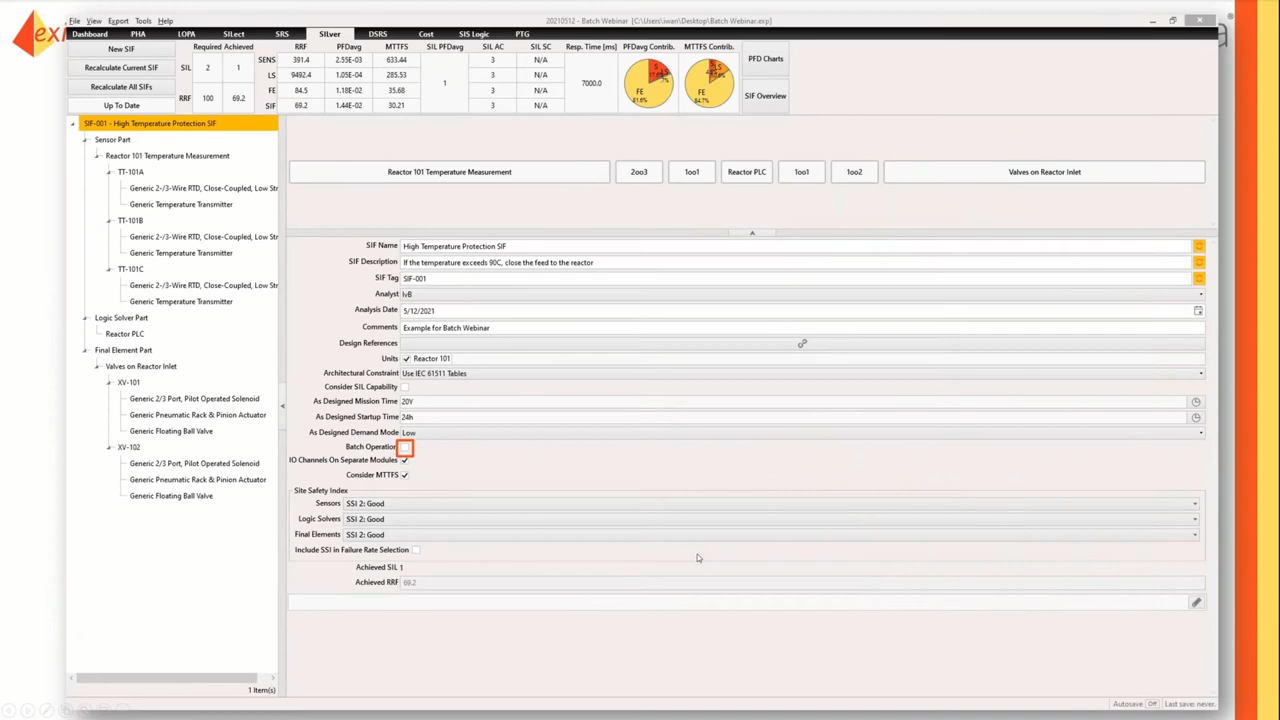 exi
a
File View Export Tools Help
20210512 - Batch Webinar [C:\Users\iwan\Desktop\Batch Webinar.exp]
Dashboard PHA LOPA SILect SRS SILver DSRS Cost SIS Logic PTG
New SIF
Recalculate Current SIF
Recalculate All SIFs
Up To Date
Required Achieved
SIL 2 1
RRF 100 69.2
RRF PFDavg MTTFS SIL PFDavg SIL AC SIL SC Resp. Time [ms] PFDavg Contrib. MTTFS Contrib.
SENS 391.4 2.55E-03 633.44 3 N/A
LS 9492.4 1.05E-04 285.53 3 N/A
FE 84.5 1.18E-02 35.68 3 N/A
SIF 69.2 1.44E-02 30.21 3 N/A
1
7000.0
FE
81.6%
FE
84.7%
PFD Charts
SIF Overview
SIF-001 - High Temperature Protection SIF
Sensor Part
Reactor 101 Temperature Measurement
TT-101A
Generic 2-/3-Wire RTD, Close-Coupled, Low Str
Generic Temperature Transmitter
TT-101B
Generic 2-/3-Wire RTD, Close-Coupled, Low Str
Generic Temperature Transmitter
TT-101C
Generic 2-/3-Wire RTD, Close-Coupled, Low Str
Generic Temperature Transmitter
Logic Solver Part
Reactor PLC
Final Element Part
Valves on Reactor Inlet
XV-101
Generic 2/3 Port, Pilot Operated Solenoid
Generic Pneumatic Rack & Pinion Actuator
Generic Floating Ball Valve
XV-102
Generic 2/3 Port, Pilot Operated Solenoid
Generic Pneumatic Rack & Pinion Actuator
Generic Floating Ball Valve
1 Item(s)
Reactor 101 Temperature Measurement 2oo3 1oo1 Reactor PLC 1oo1 1oo2 Valves on Reactor Inlet
SIF Name High Temperature Protection SIF
SIF Description If the temperature exceeds 90C, close the feed to the reactor
SIF Tag SIF-001
Analyst IvB
Analysis Date 5/12/2021
Comments Example for Batch Webinar
Design References
Units Reactor 101
Architectural Constraint Use IEC 61511 Tables
Consider SIL Capability
As Designed Mission Time 20Y
As Designed Startup Time 24h
As Designed Demand Mode Low
Batch Operation
IO Channels On Separate Modules
Consider MTTFS
Site Safety Index
Sensors SSI 2: Good
Logic Solvers SSI 2: Good
Final Elements SSI 2: Good
Include SSI in Failure Rate Selection
Achieved SIL 1
Achieved RRF 69.2
Autosave Off Last save: never.